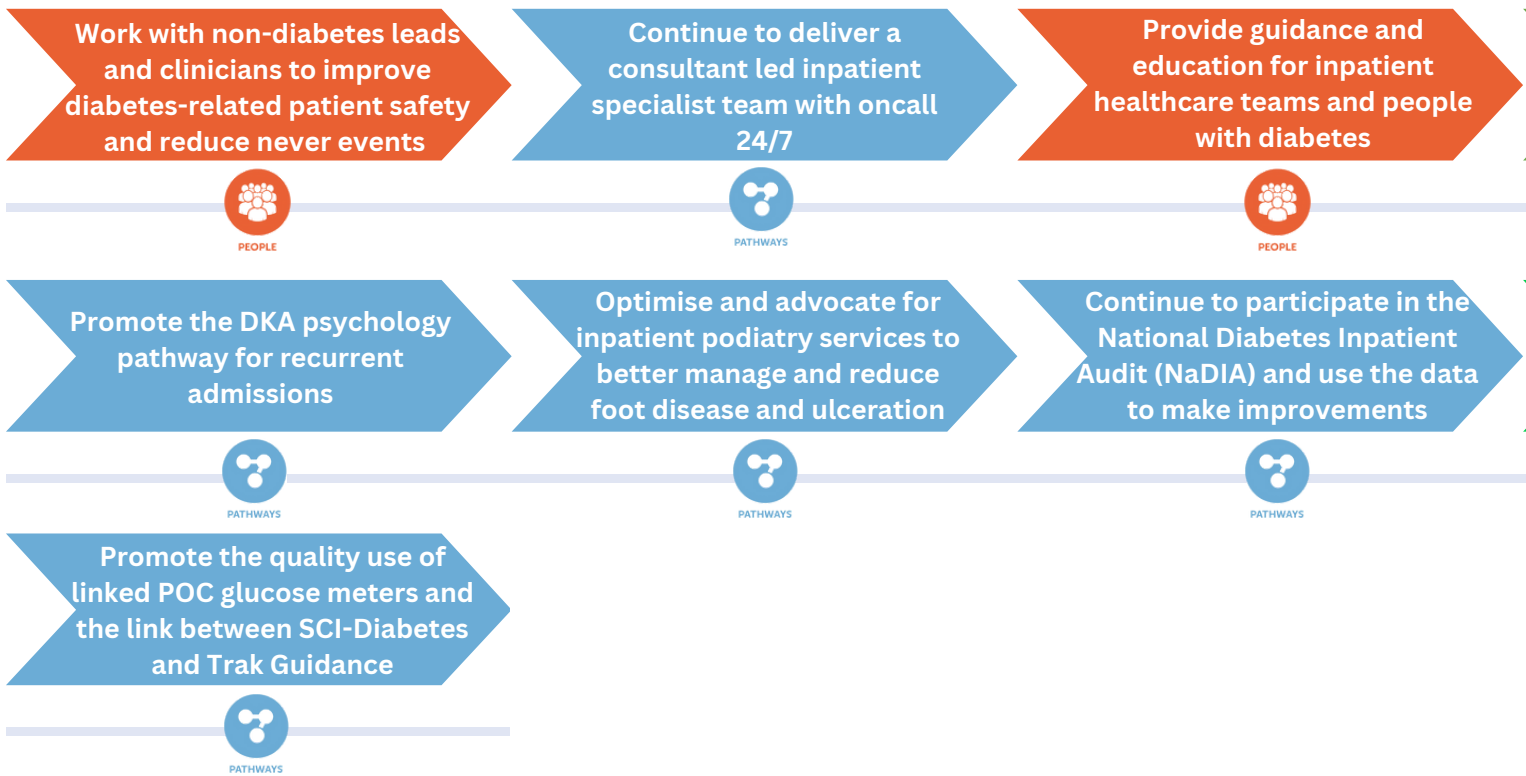 Work with non-diabetes leads
and clinicians to improve
diabetes-related patient safety
and reduce never events
PEOPLE
Continue to deliver a
consultant led inpatient
specialist team with oncall
24/7
PATHWAYS
Provide guidance and
education for inpatient
healthcare teams and people
with diabetes
PEOPLE
Promote the DKA psychology
pathway for recurrent
admissions
PATHWAYS
Optimise and advocate for
inpatient podiatry services to
better manage and reduce
foot disease and ulceration
PATHWAYS
Continue to participate in the
National Diabetes Inpatient
Audit (NaDIA) and use the data
to make improvements
PATHWAYS
Promote the quality use of
linked POC glucose meters and
the link between SCI-Diabetes
and Trak Guidance
PATHWAYS